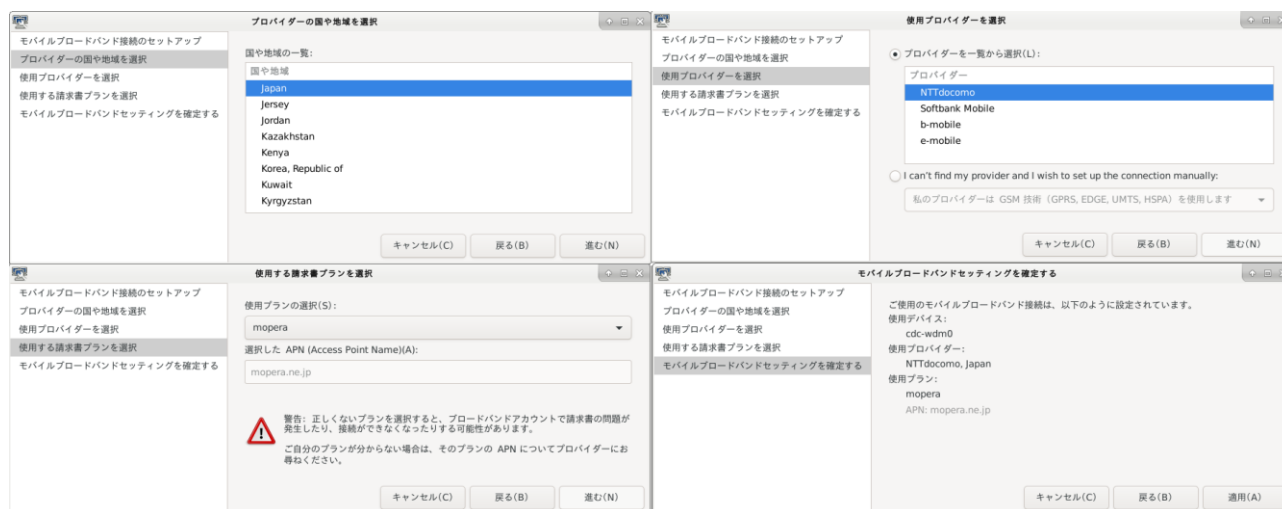 プロバイダーの国や地域を選択
モバイルブロードバンド接続のセットアップ
プロバイダーの国や地域を選択
使用プロバイダーを選択
使用する請求書プランを選択
モバイルブロードバンドセッティングを確定する
国や地域の一覧:
国や地域
Japan
Jersey
Jordan
Kazakhstan
Kenya
Korea, Republic of
Kuwait
Kyrgyzstan
キャンセル(C)
戻る(B)
進む(N)
使用プロバイダーを選択
モバイルブロードバンド接続のセットアップ
プロバイダーの国や地域を選択
使用プロバイダーを選択
使用する請求書プランを選択
モバイルブロードバンドセッティングを確定する
プロバイダーを一覧から選択(L):
プロバイダー
NTTdocomo
Softbank Mobile
b-mobile
e-mobile
I can't find my provider and I wish to set up the connection manually:
私のプロバイダーは GSM 技術（GPRS, EDGE, UMTS, HSPA）を使用します
キャンセル(C)
戻る(B)
進む(N)
使用する請求書プランを選択
モバイルブロードバンド接続のセットアップ
プロバイダーの国や地域を選択
使用プロバイダーを選択
使用する請求書プランを選択
モバイルブロードバンドセッティングを確定する
使用プランの選択(S):
mopera
選択した APN (Access Point Name)(A):
mopera.ne.jp
警告: 正しくないプランを選択すると、ブロードバンドアカウントで請求書の問題が
発生したり、接続ができなくなったりする可能性があります。
ご自分のプランが分からない場合は、そのプランの APN についてプロバイダーにお
尋ねください。
キャンセル(C)
戻る(B)
進む(N)
モバイルブロードバンドセッティングを確定する
モバイルブロードバンド接続のセットアップ
プロバイダーの国や地域を選択
使用プロバイダーを選択
使用する請求書プランを選択
モバイルブロードバンドセッティングを確定する
ご使用のモバイルブロードバンド接続は、以下のように設定されています。
使用デバイス:
cdc-wdm0
使用プロバイダー:
NTTdocomo, Japan
使用プラン:
mopera
APN: mopera.ne.jp
キャンセル(C)
戻る(B)
適用(A)